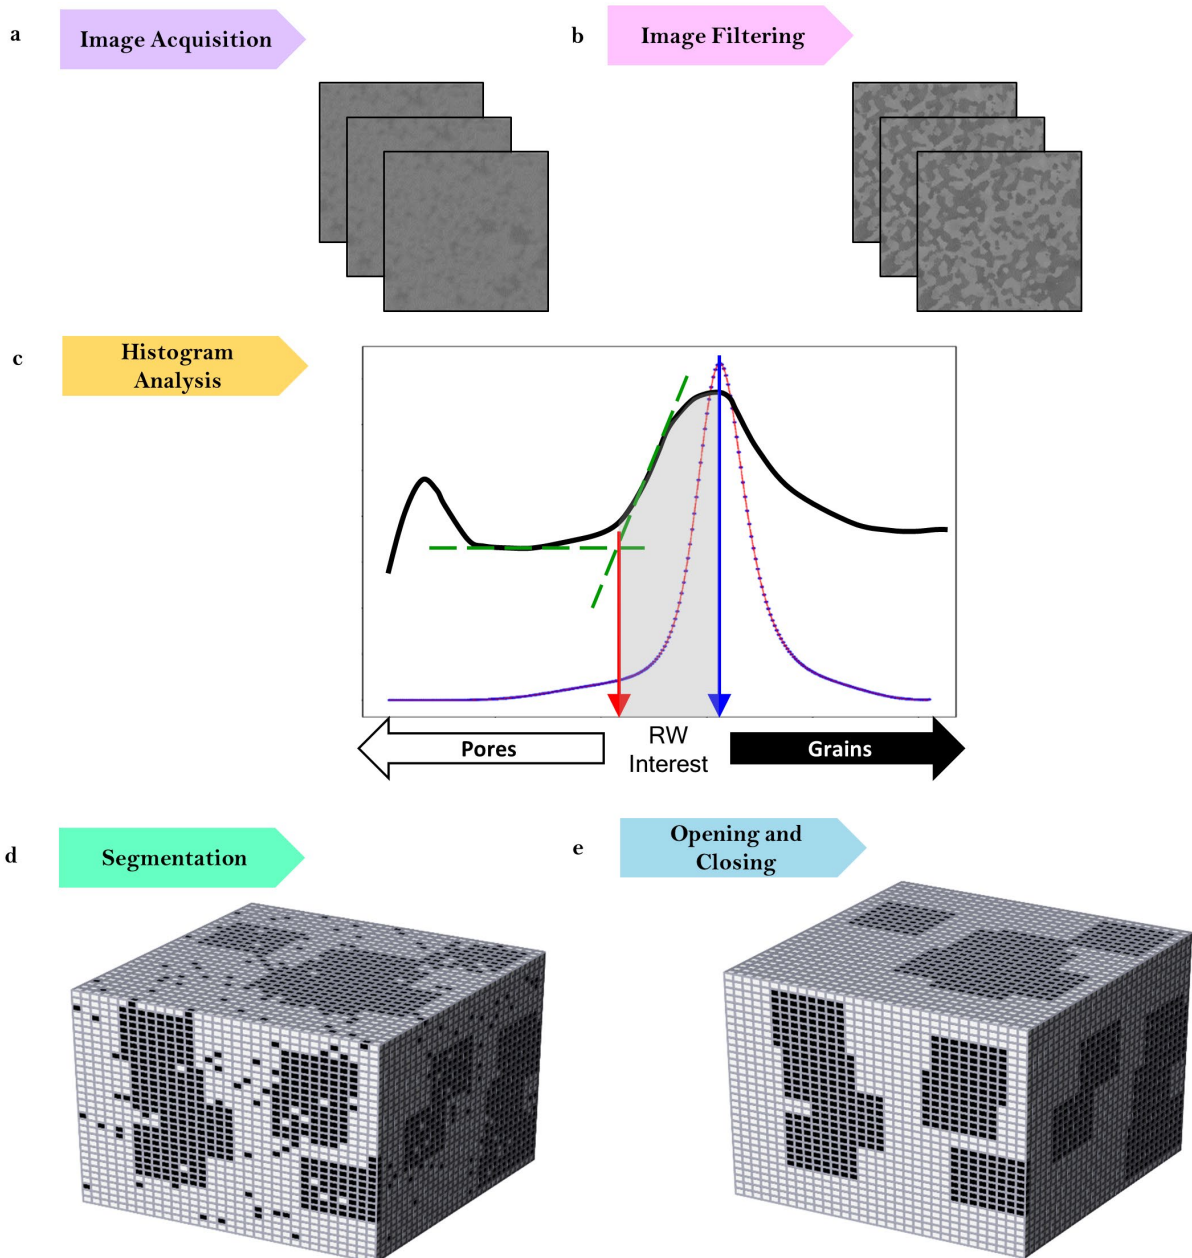 a
Image Acquisition
b
Image Filtering
c
Histogram
Analysis
Pores
RW
Interest
Grains
d
Segmentation
e
Opening and
Closing